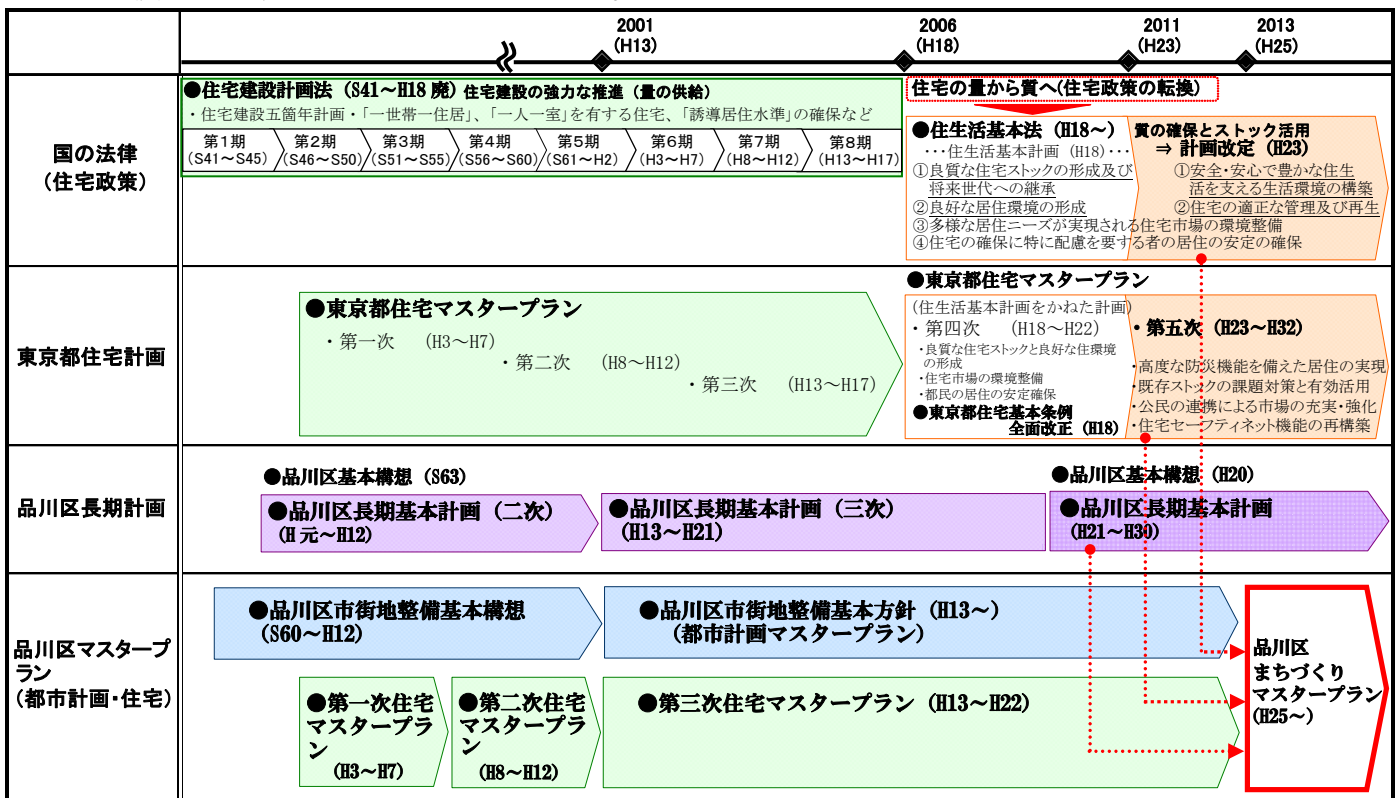 2001
(H13)
2006
(H18)
2011
(H23)
2013
(H25)
国の法律
(住宅政策)
●住宅建設計画法（S41～H18 廃）住宅建設の強力な推進（量の供給）
・住宅建設五箇年計画・「一世帯一住居」、「一人一室」を有する住宅、「誘導居住水準」の確保など
第1期
(S41～S45)
第2期
(S46～S50)
第3期
(S51～S55)
第4期
(S56～S60)
第5期
(S61～H2)
第6期
(H3～H7)
第7期
(H8～H12)
第8期
(H13～H17)
住宅の量から質へ(住宅政策の転換)
●住生活基本法（H18～）
･･･住生活基本計画（H18）･･･
①良質な住宅ストックの形成及び
将来世代への継承
②良好な居住環境の形成
③多様な居住ニーズが実現される住宅市場の環境整備
④住宅の確保に特に配慮を要する者の居住の安定の確保
質の確保とストック活用
⇒ 計画改定（H23）
①安全・安心で豊かな住生
活を支える生活環境の構築
②住宅の適正な管理及び再生
東京都住宅計画
●東京都住宅マスタープラン
・第一次　（H3～H7）
・第二次　（H8～H12）
・第三次　（H13～H17）
●東京都住宅マスタープラン
(住生活基本計画をかねた計画)
・第四次　（H18～H22）
・良質な住宅ストックと良好な住環境
の形成
・住宅市場の環境整備
・都民の居住の安定確保
●東京都住宅基本条例
全面改正（H18）
・第五次（H23～H32）
・高度な防災機能を備えた居住の実現
・既存ストックの課題対策と有効活用
・公民の連携による市場の充実・強化
・住宅セーフティネット機能の再構築
品川区長期計画
●品川区基本構想（S63）
●品川区長期基本計画（二次）
（H 元～H12）
●品川区長期基本計画（三次）
（H13～H21）
●品川区基本構想（H20）
●品川区長期基本計画
（H21～H30）
品川区マスタープ
ラン
(都市計画・住宅)
●品川区市街地整備基本構想
（S60～H12）
●品川区市街地整備基本方針（H13～）
（都市計画マスタープラン）
●第一次住宅
マスタープラ
ン
（H3～H7）
●第二次住宅
マスタープラ
ン
（H8～H12）
●第三次住宅マスタープラン（H13～H22）
品川区
まちづくり
マスタープラン
（H25～）